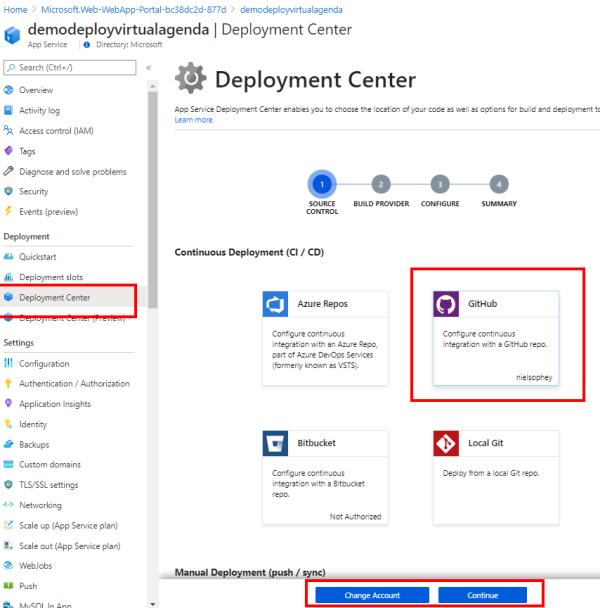 Home > Microsoft.Web-WebApp-Portal-bc38dc2d-877d > demodeployvirtualagenda
demodeployvirtualagenda | Deployment Center
App Service | Directory: Microsoft
Search (Ctrl+/) «
Overview
Activity log
Access control (IAM)
Tags
Diagnose and solve problems
Security
Events (preview)
Deployment
Quickstart
Deployment slots
Deployment Center
Deployment Center (Preview)
Settings
Configuration
Authentication / Authorization
Application Insights
Identity
Backups
Custom domains
TLS/SSL settings
Networking
Scale up (App Service plan)
Scale out (App Service plan)
WebJobs
Push
MySQL In App
Deployment Center
App Service Deployment Center enables you to choose the location of your code as well as options for build and deployment to
Learn more
1 2 3 4
SOURCE CONTROL BUILD PROVIDER CONFIGURE SUMMARY
Continuous Deployment (CI / CD)
Azure Repos
Configure continuous
integration with an Azure Repo,
part of Azure DevOps Services
(formerly known as VSTS).
GitHub
Configure continuous
integration with a GitHub repo.
nielsophey
Bitbucket
Configure continuous
integration with a Bitbucket
repo.
Not Authorized
Local Git
Deploy from a local Git repo.
Manual Deployment (push / sync)
Change Account Continue